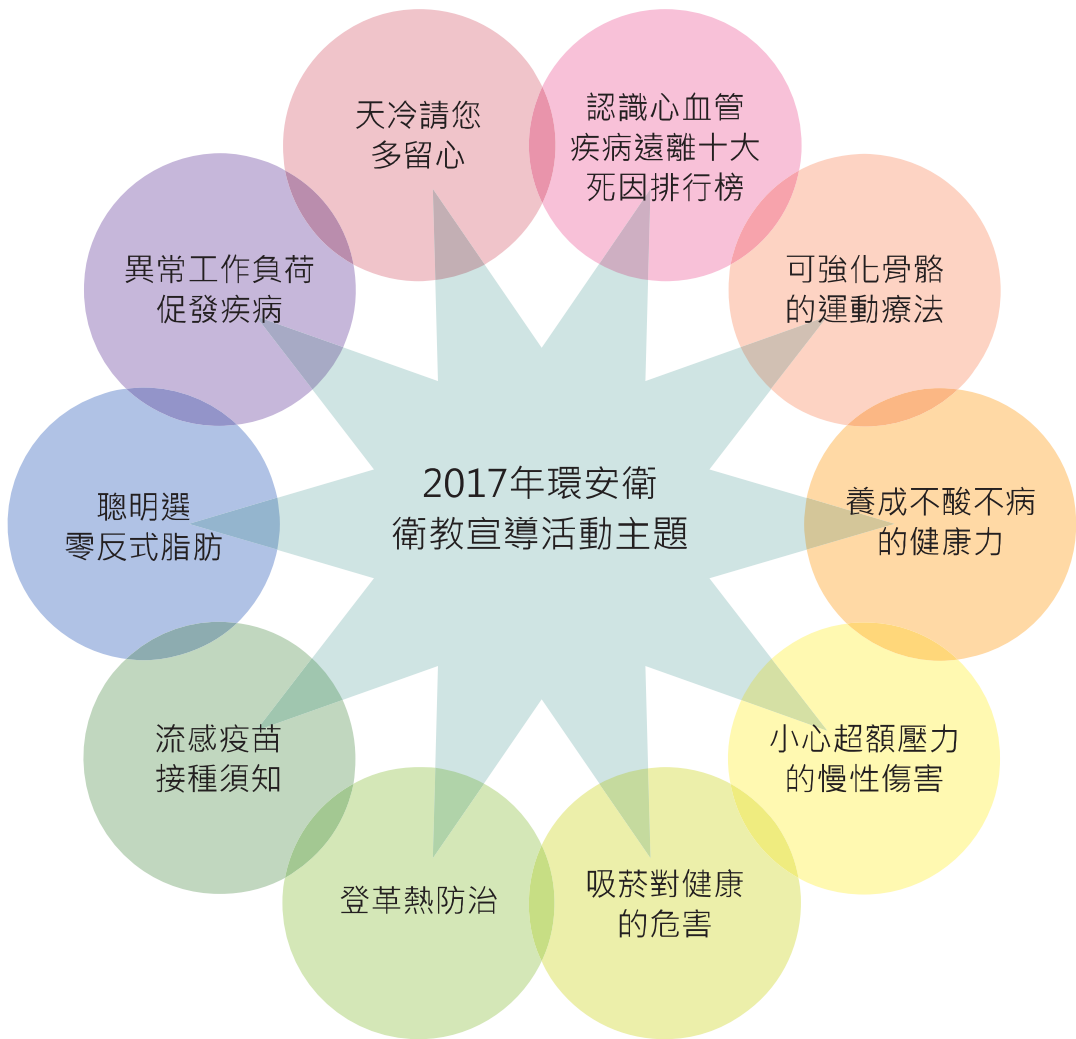 天冷請您
多留心
認識心血管
疾病遠離十大
死因排行榜
可強化骨骼
的運動療法
養成不酸不病
的健康力
小心超額壓力
的慢性傷害
吸菸對健康
的危害
登革熱防治
流感疫苗
接種須知
聰明選
零反式脂肪
異常工作負荷
促發疾病
2017年環安衛
衛教宣導活動主題